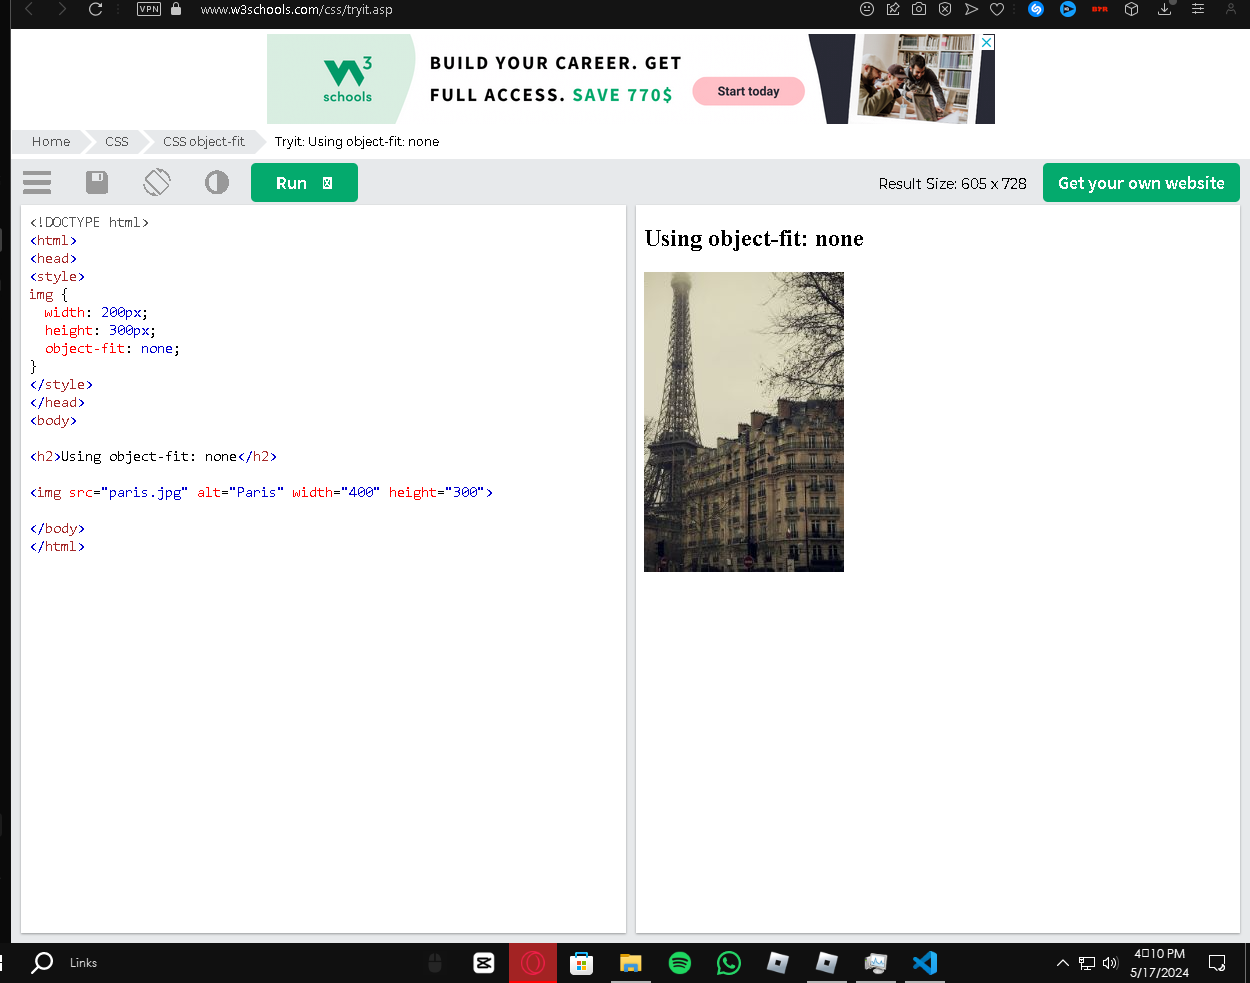 VPN
www.w3schools.com/css/tryit.asp
W3
schools
BUILD YOUR CAREER. GET
FULL ACCESS. SAVE 770$
Start today
Home
CSS
CSS object-fit
Tryit: Using object-fit: none
Run
Result Size: 605 x 728
Get your own website
<!DOCTYPE html>
<html>
<head>
<style>
img {
  width: 200px;
  height: 300px;
  object-fit: none;
}
</style>
</head>
<body>
<h2>Using object-fit: none</h2>
<img src="paris.jpg" alt="Paris" width="400" height="300">
</body>
</html>
Using object-fit: none
Links
4:10 PM
5/17/2024